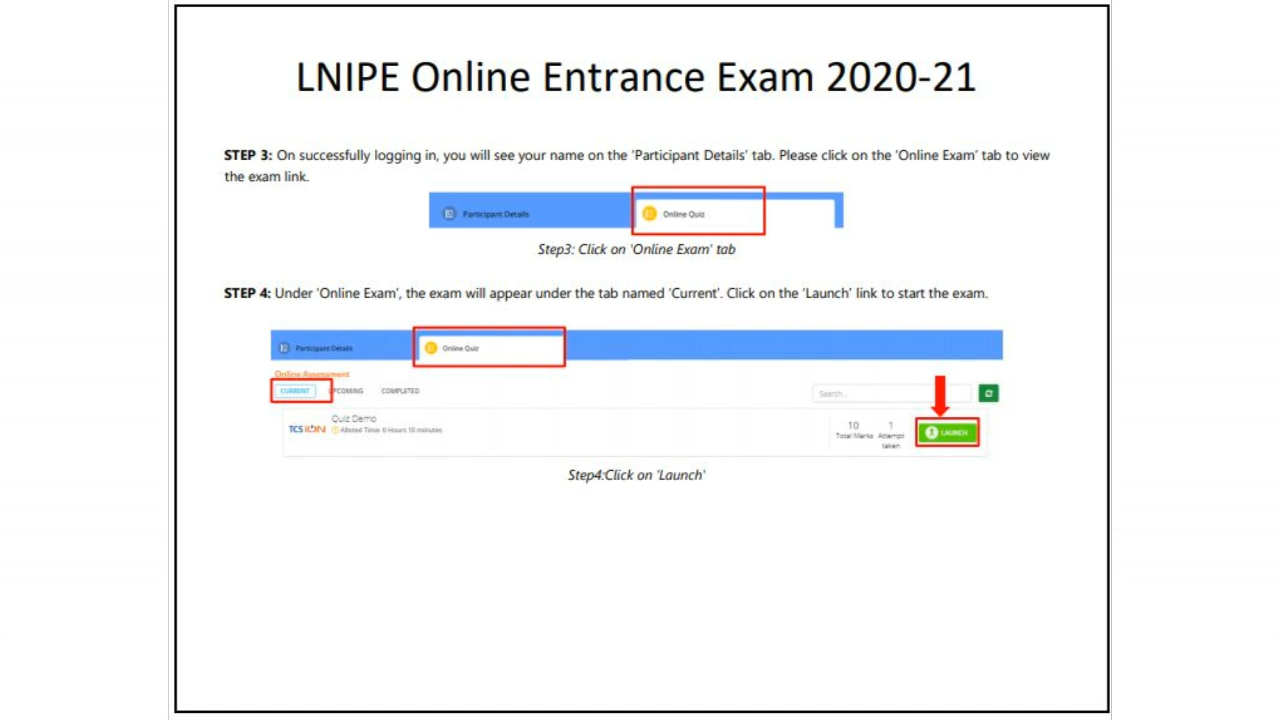 LNIPE Online Entrance Exam 2020-21
STEP 3: On successfully logging in, you will see your name on the 'Participant Details' tab. Please click on the 'Online Exam' tab to view
the exam link.
Participant Details Online Quiz
Step3: Click on 'Online Exam' tab
STEP 4: Under 'Online Exam', the exam will appear under the tab named 'Current'. Click on the 'Launch' link to start the exam.
Participant Details Online Quiz
Online Assessment
CURRENT UPCOMING COMPLETED Search..
Quiz Demo
TCS iON Alloted Time: 0 Hours 10 minutes
10 1
Total Marks Attempt
taken
LAUNCH
Step4:Click on 'Launch'